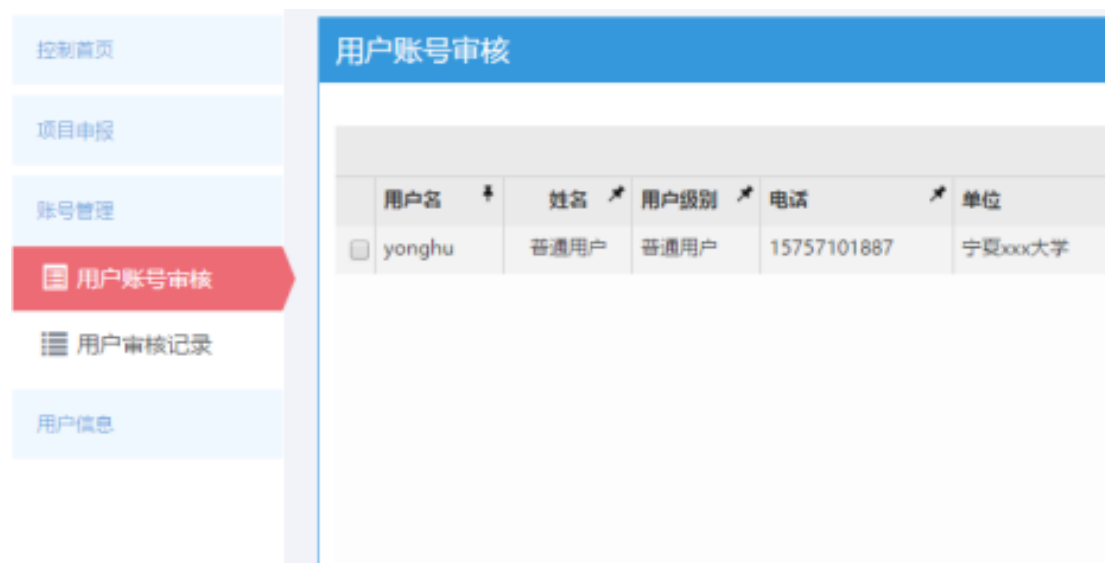 控制首页
项目申报
账号管理
用户账号审核
用户审核记录
用户信息
用户账号审核
用户名 姓名 用户级别 电话 单位
yonghu 普通用户 普通用户 15757101887 宁夏xxx大学